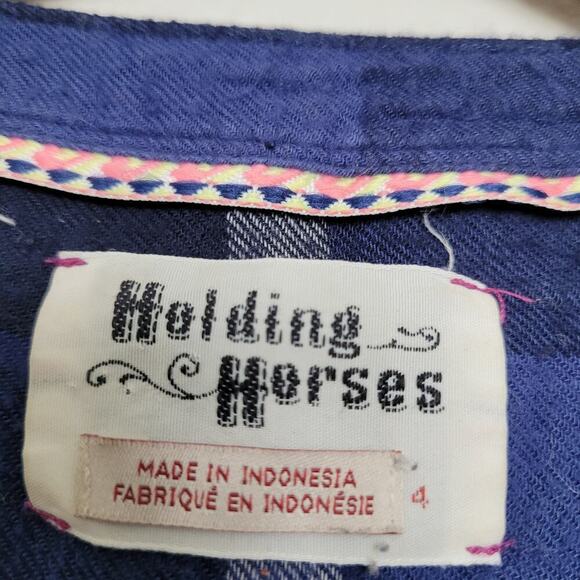 Holding
Horses
MADE IN INDONESIA
FABRIQUÉ EN INDONÉSIE
4